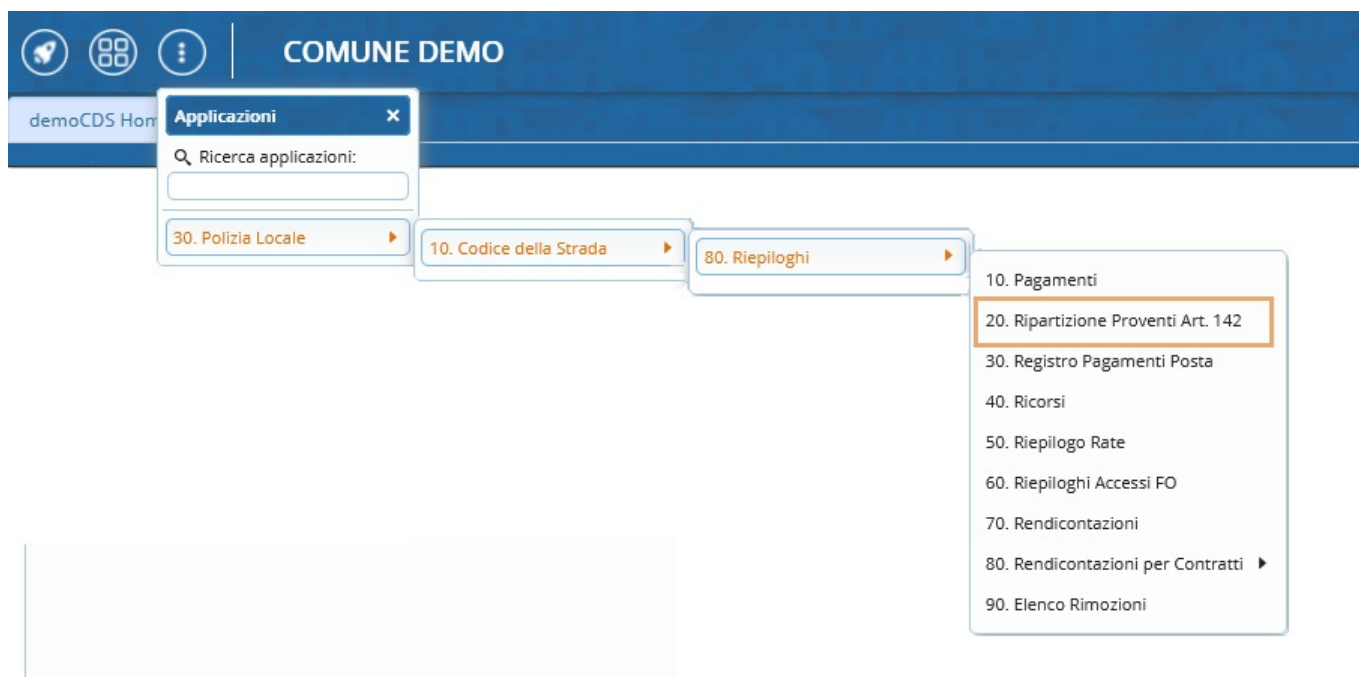 COMUNE DEMO
demoCDS Hom
Applicazioni ×
Ricerca applicazioni:
30. Polizia Locale
10. Codice della Strada
80. Riepiloghi
10. Pagamenti
20. Ripartizione Proventi Art. 142
30. Registro Pagamenti Posta
40. Ricorsi
50. Riepilogo Rate
60. Riepiloghi Accessi FO
70. Rendicontazioni
80. Rendicontazioni per Contratti
90. Elenco Rimozioni